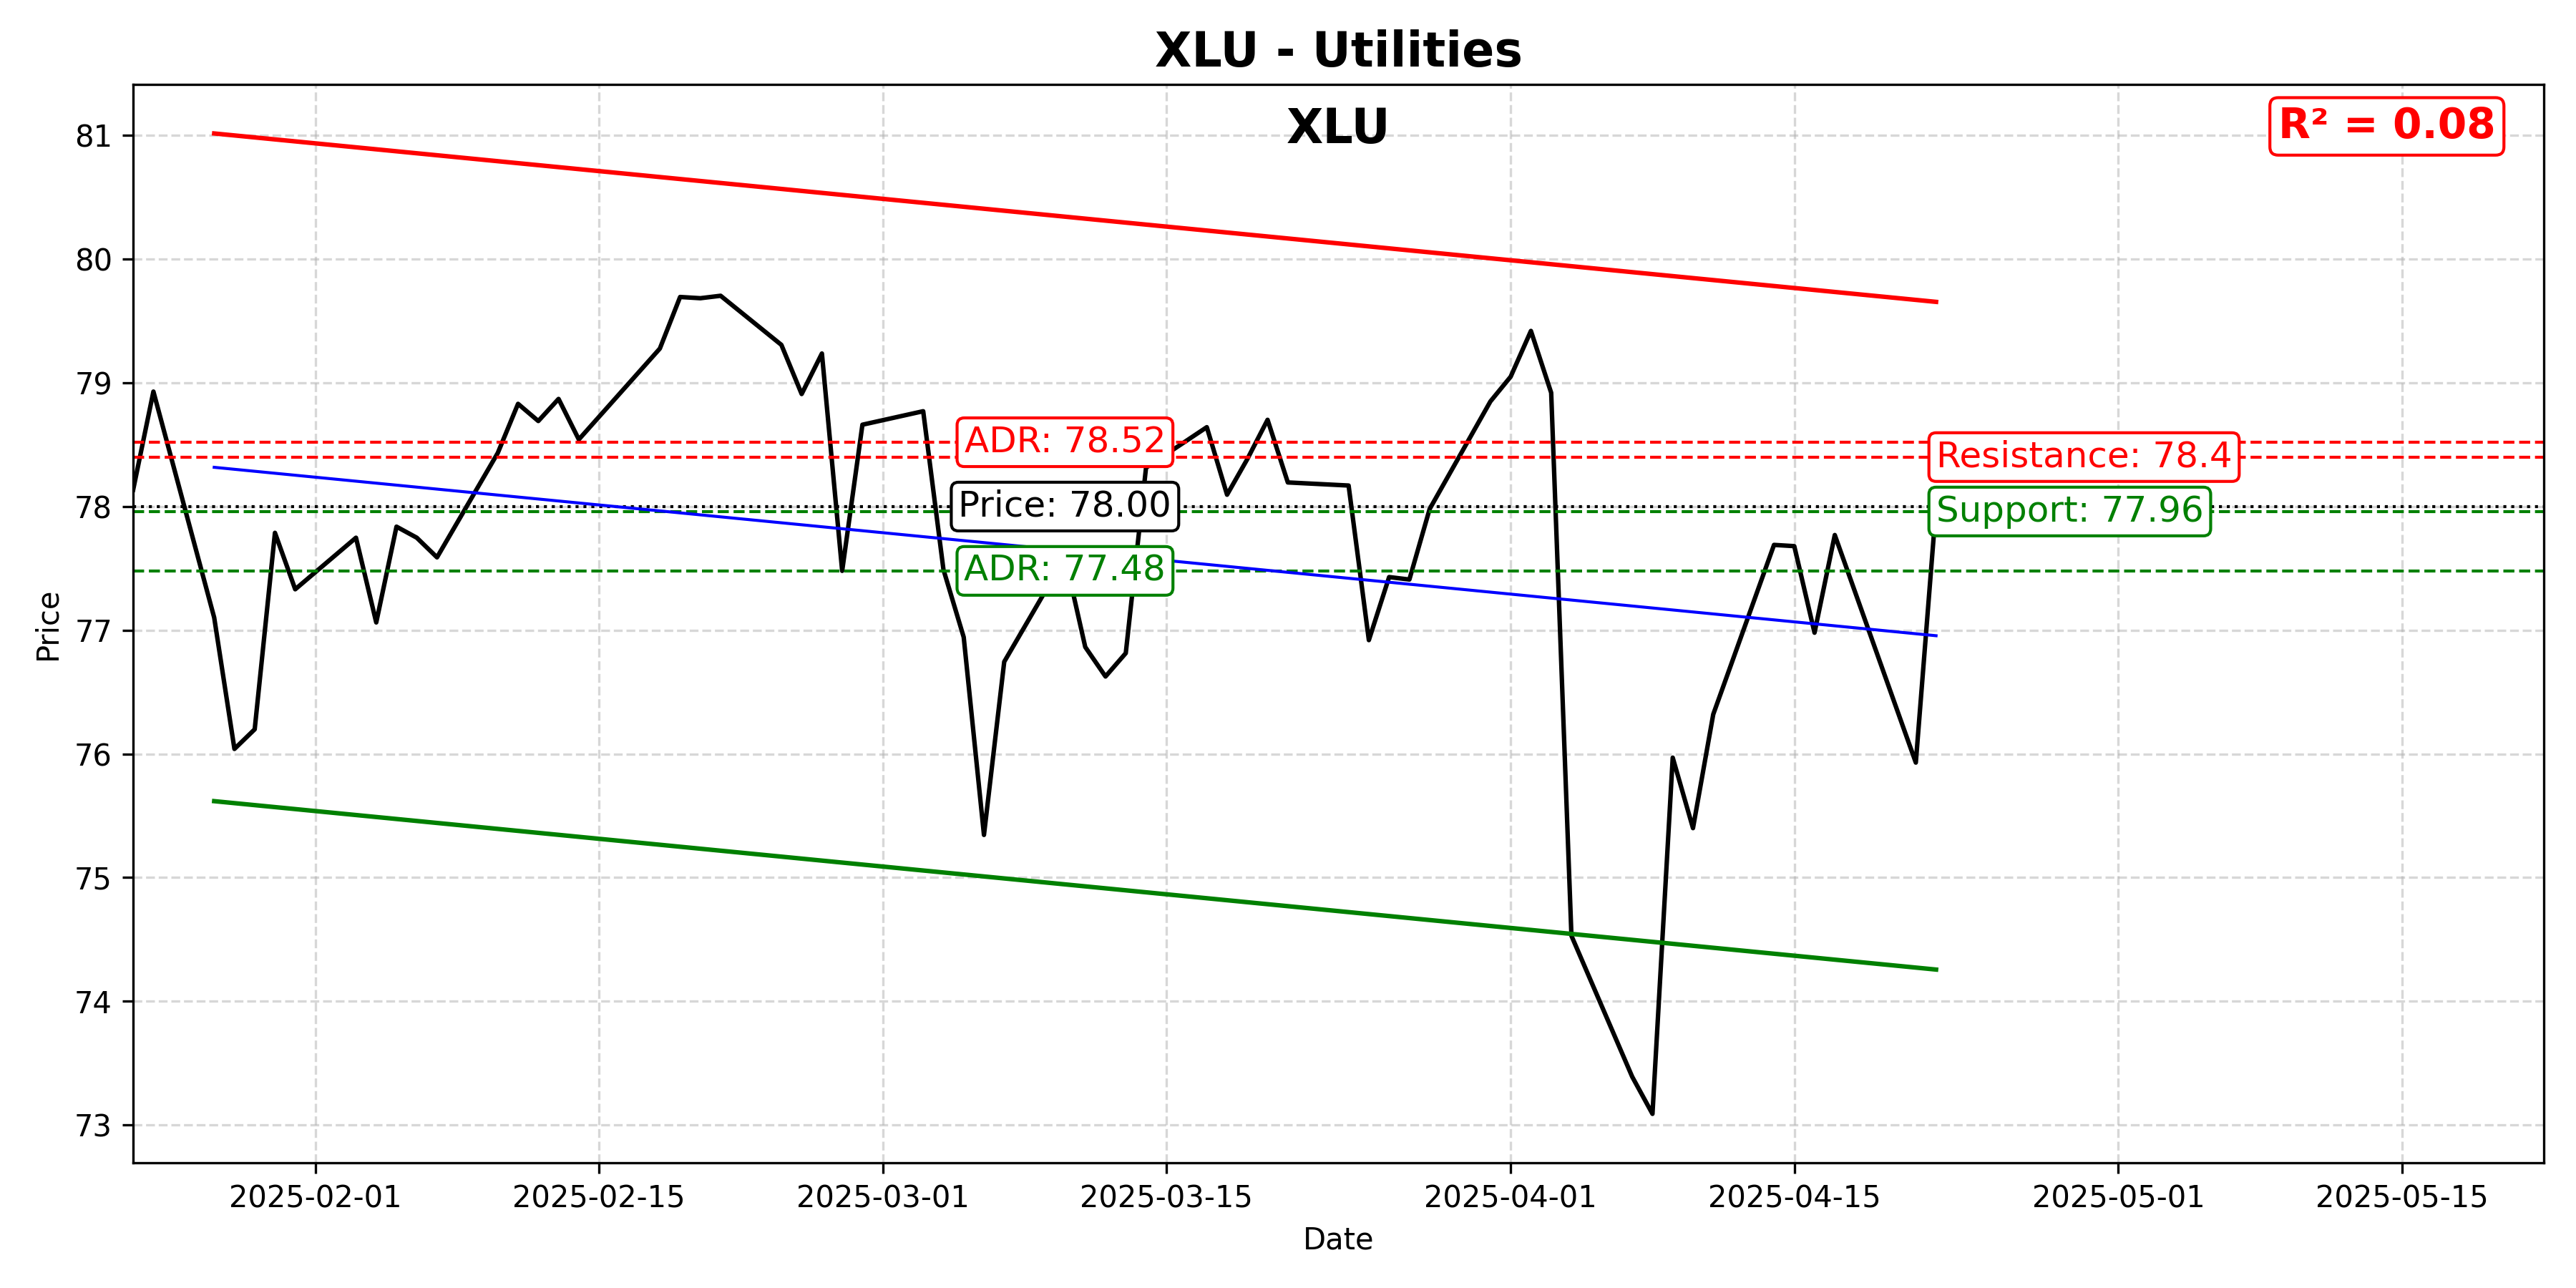 XLU - Utilities
XLU
R² = 0.08
81
80
79
78
77
76
75
74
73
Price
ADR: 78.52
Price: 78.00
ADR: 77.48
Resistance: 78.4
Support: 77.96
2025-02-01
2025-02-15
2025-03-01
2025-03-15
2025-04-01
2025-04-15
2025-05-01
2025-05-15
Date